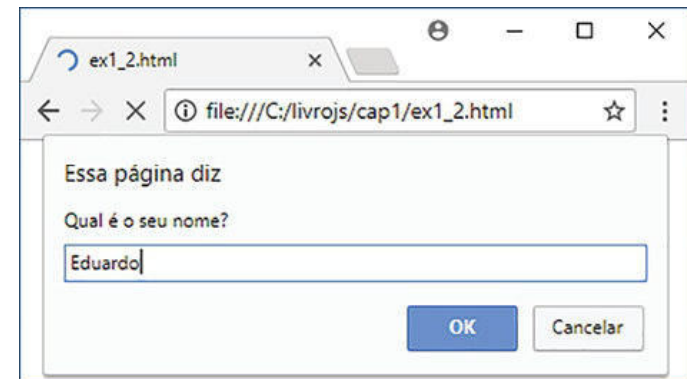 ex1_2.html
file:///C:/livrojs/cap1/ex1_2.html
Essa página diz
Qual é o seu nome?
Eduardo
OK Cancelar